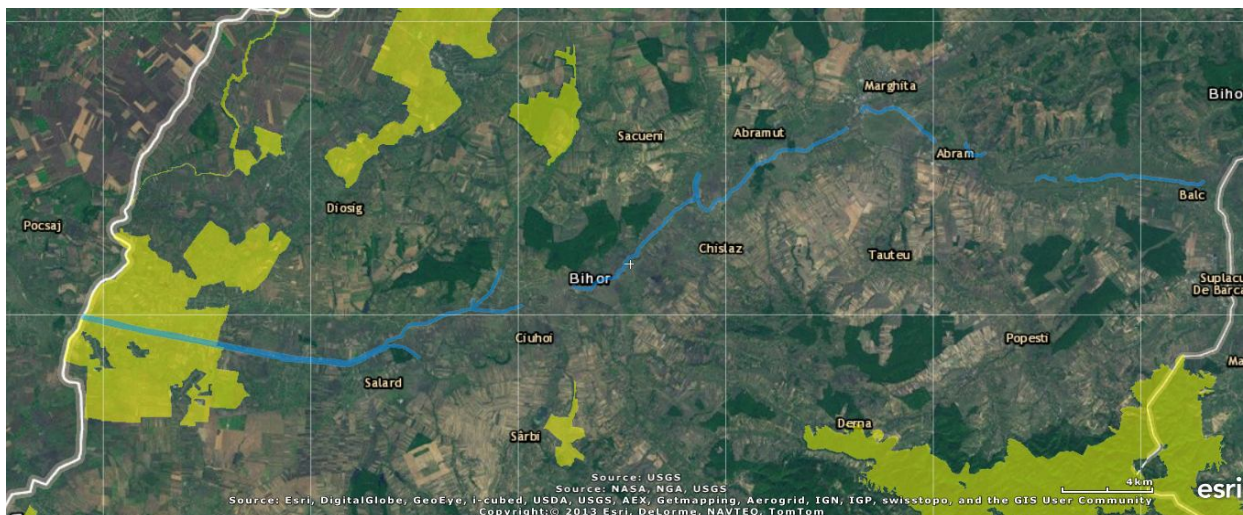 Marghita
Biho
Sacueni
Abramut
Abram
Balc
Diosig
Pocsaj
Chislaz
Tauteu
Bihor
Suplacu
De Barca
Ciuhoi
Popesti
Salard
Ma
Derna
Sârbi
4km
Source: USGS
Source: NASA, NGA, USGS
Source: Esri, DigitalGlobe, GeoEye, i-cubed, USDA, USGS, AEX, Getmapping, Aerogrid, IGN, IGP, swisstopo, and the GIS User Community
Copyright:© 2013 Esri, DeLorme, NAVTEQ, TomTom
esri